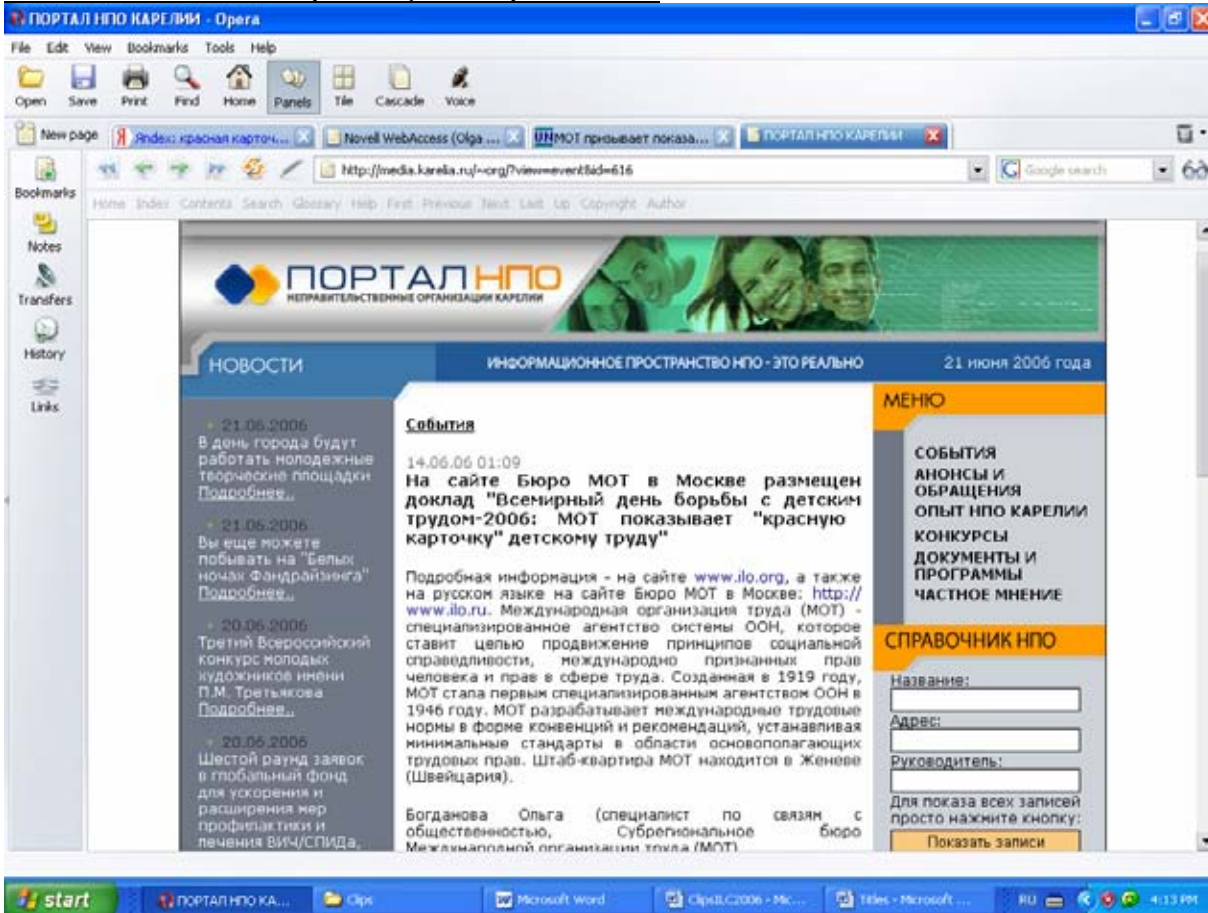 ПОРТАЛ НПО КАРЕЛИИ - Opera
File Edit View Bookmarks Tools Help
Open Save Print Find Home Panels Tile Cascade Voice
New page
Яndex: красная карточ...
Novell WebAccess (Olga ...
МОТ призывает показа...
ПОРТАЛ НПО КАРЕЛИИ
http://media.karelia.ru/~org/?view=event&id=616
Google search
Home Index Contents Search Glossary Help First Previous Next Last Up Copyright Author
Bookmarks
Notes
Transfers
History
Links
ПОРТАЛ НПО
НЕПРАВИТЕЛЬСТВЕННЫЕ ОРГАНИЗАЦИИ КАРЕЛИИ
НОВОСТИ
ИНФОРМАЦИОННОЕ ПРОСТРАНСТВО НПО - ЭТО РЕАЛЬНО
21 июня 2006 года
21.06.2006
В день города будут
работать молодежные
творческие площадки
Подробнее..
21.06.2006
Вы еще можете
побывать на "Белых
ночах Фандрайзинга"
Подробнее..
20.06.2006
Третий Всероссийский
конкурс молодых
художников имени
П.М. Третьякова
Подробнее..
20.06.2006
Шестой раунд заявок
в глобальный фонд
для ускорения и
расширения мер
профилактики и
лечения ВИЧ/СПИДа,
События
14.06.06 01:09
На сайте Бюро МОТ в Москве размещен
доклад "Всемирный день борьбы с детским
трудом-2006: МОТ показывает "красную
карточку" детскому труду"
Подробная информация - на сайте www.ilo.org, а также
на русском языке на сайте Бюро МОТ в Москве: http://
www.ilo.ru. Международная организация труда (МОТ) -
специализированное агентство системы ООН, которое
ставит целью продвижение принципов социальной
справедливости, международно признанных прав
человека и прав в сфере труда. Созданная в 1919 году,
МОТ стала первым специализированным агентством ООН в
1946 году. МОТ разрабатывает международные трудовые
нормы в форме конвенций и рекомендаций, устанавливая
минимальные стандарты в области основополагающих
трудовых прав. Штаб-квартира МОТ находится в Женеве
(Швейцария).
Богданова Ольга (специалист по связям с
общественностью, Субрегиональное бюро
Международной организации труда (МОТ)
МЕНЮ
СОБЫТИЯ
АНОНСЫ И
ОБРАЩЕНИЯ
ОПЫТ НПО КАРЕЛИИ
КОНКУРСЫ
ДОКУМЕНТЫ И
ПРОГРАММЫ
ЧАСТНОЕ МНЕНИЕ
СПРАВОЧНИК НПО
Название:
Адрес:
Руководитель:
Для показа всех записей
просто нажмите кнопку:
Показать записи
start
ПОРТАЛ НПО КА...
Clips
Microsoft Word
ClipsILC2006 - Mic...
Titles - Microsoft ...
RU
4:13 PM